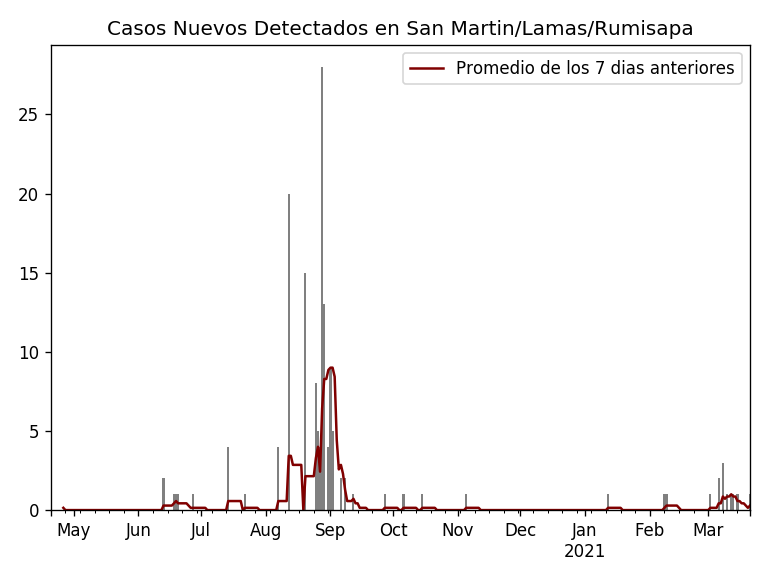 Casos Nuevos Detectados en San Martin/Lamas/Rumisapa
Promedio de los 7 dias anteriores
25
20
15
10
5
0
May Jun Jul Aug Sep Oct Nov Dec Jan Feb Mar
2021